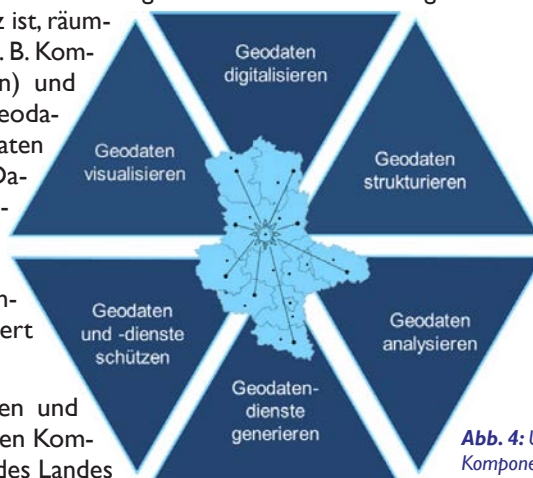 z ist, räum-
. B. Kom-
n) und
eoda-
aten
Da-
-
n-
ert
en und
en Kom-
des Landes
Geodaten
digitalisieren
Geodaten
visualisieren
Geodaten
strukturieren
Geodaten
und -dienste
schützen
Geodaten
analysieren
Geodaten-
dienste
generieren
Abb. 4:
Kompone